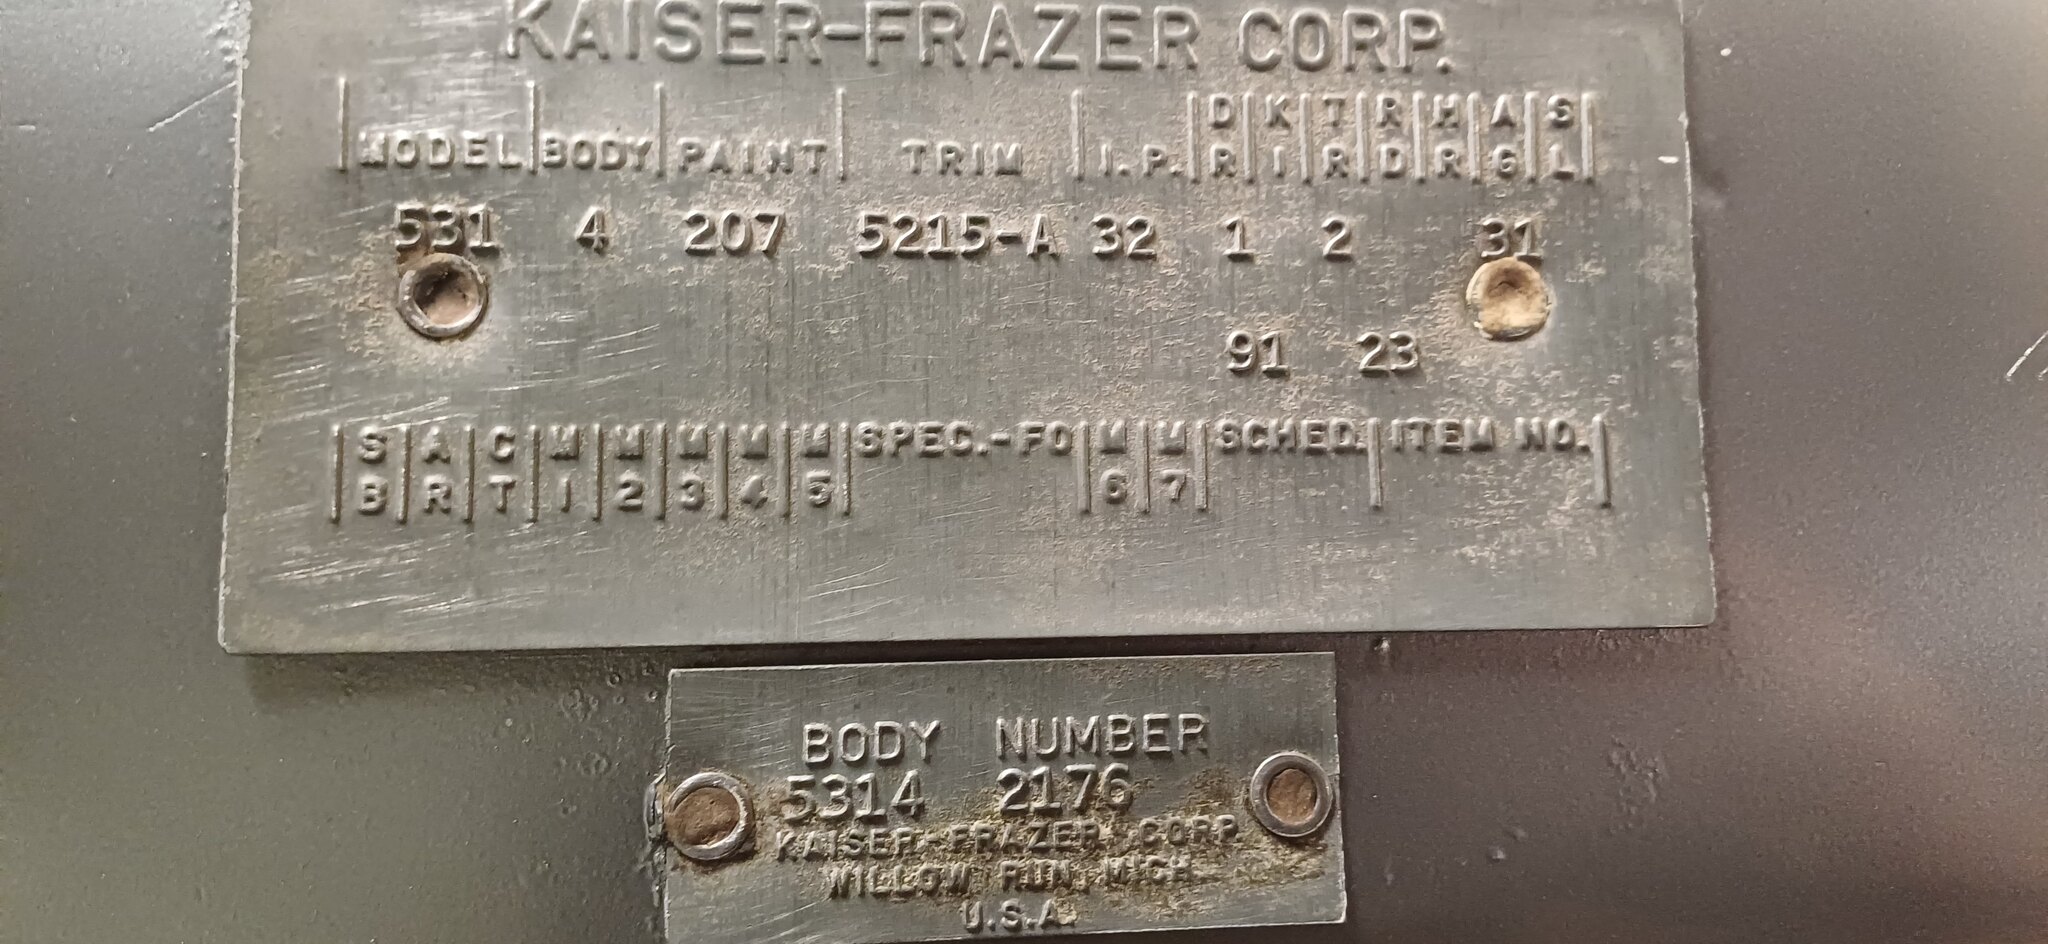 KAISER-FRAZER CORP.
D K T R H A S
MODEL BODY PAINT TRIM I.P. R I R D R G L
531 4 207 5215-A 32 1 2 31
91 23
S A C M M M M M SPEC.-FO M M SCHED. ITEM NO.
B R T 1 2 3 4 5 6 7
BODY NUMBER
5314 2176
KAISER-FRAZER CORP
WILLOW RUN, MICH
U.S.A.